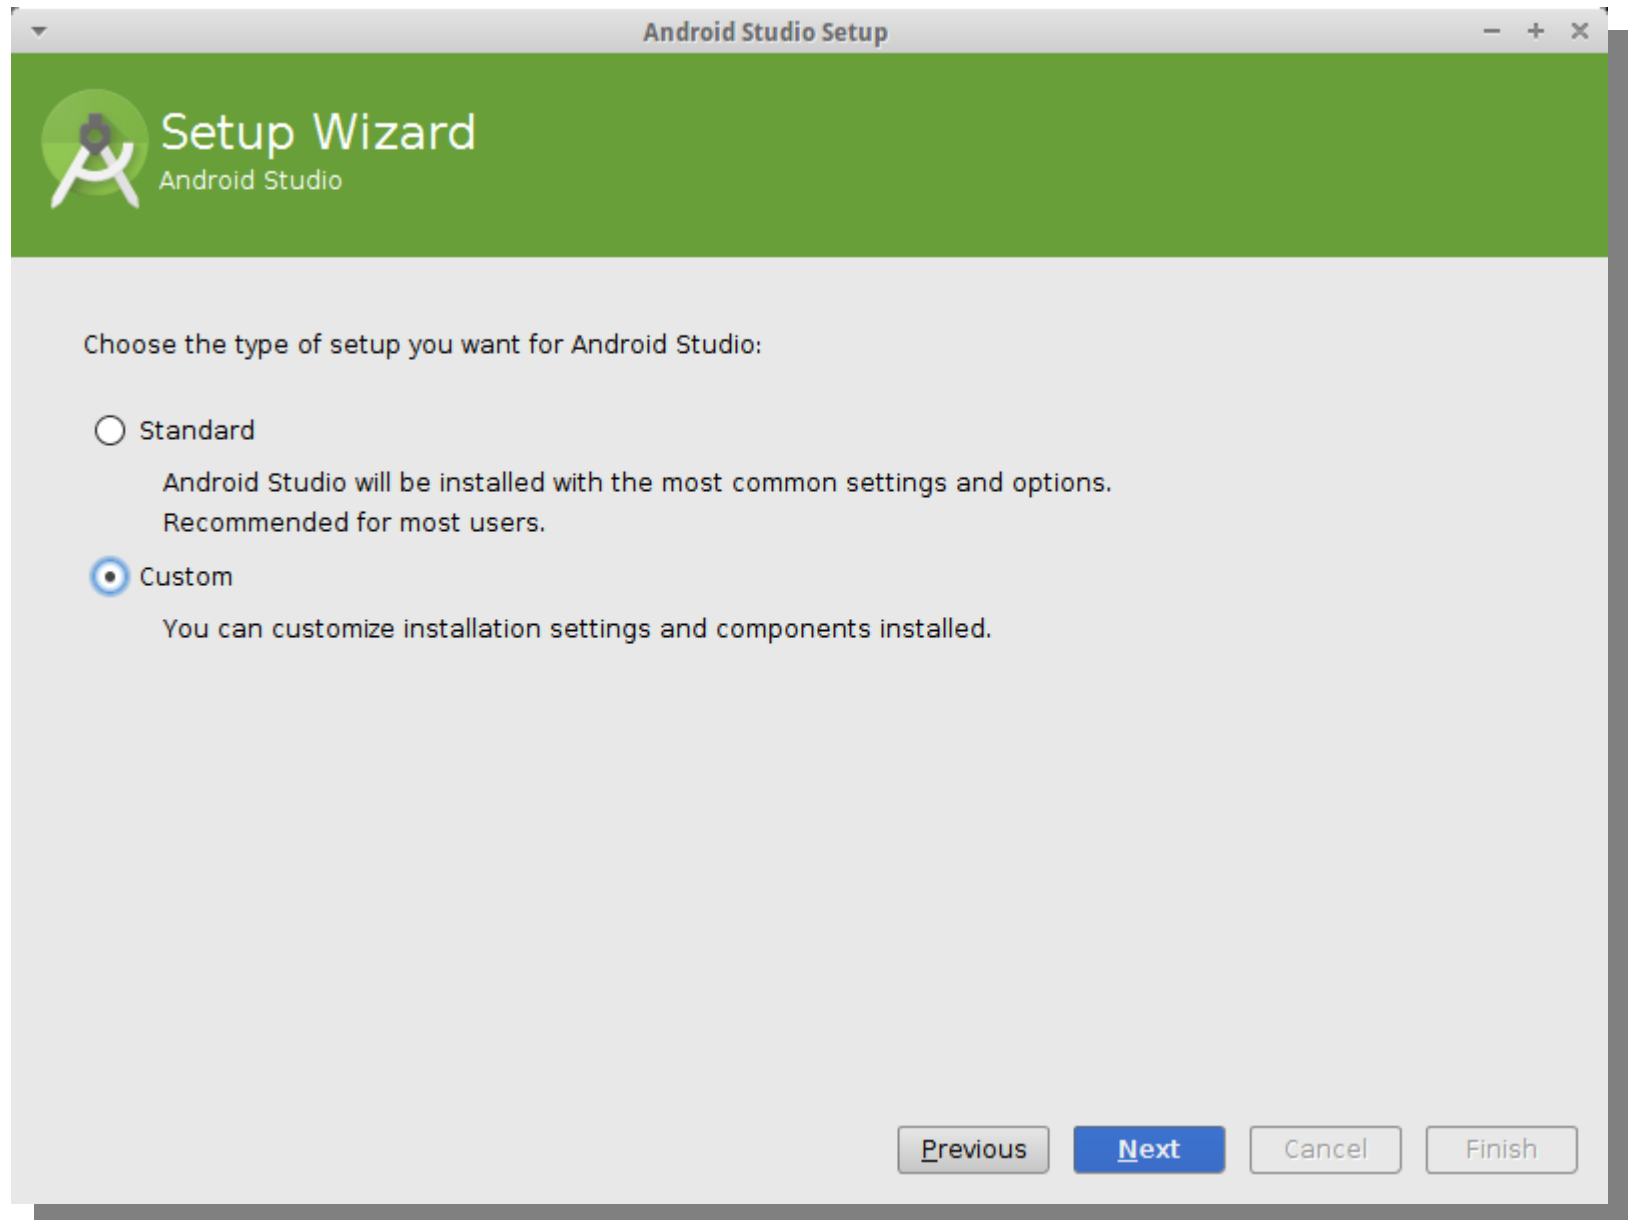 Android Studio Setup
Setup Wizard
Android Studio
Choose the type of setup you want for Android Studio:
Standard
Android Studio will be installed with the most common settings and options.
Recommended for most users.
Custom
You can customize installation settings and components installed.
Previous Next Cancel Finish